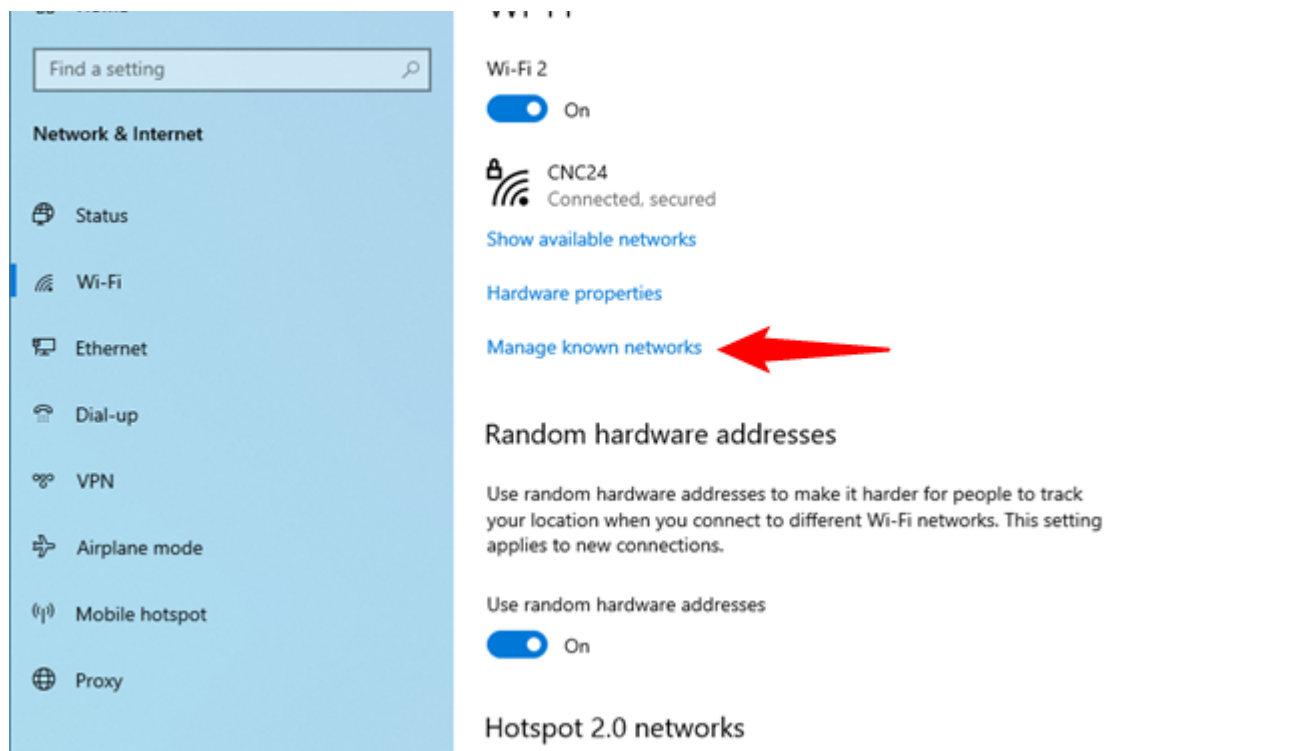 Find a setting
Network & Internet
Status
Wi-Fi
Ethernet
Dial-up
VPN
Airplane mode
Mobile hotspot
Proxy
Wi-Fi 2
On
CNC24
Connected, secured
Show available networks
Hardware properties
Manage known networks
Random hardware addresses
Use random hardware addresses to make it harder for people to track
your location when you connect to different Wi-Fi networks. This setting
applies to new connections.
Use random hardware addresses
On
Hotspot 2.0 networks